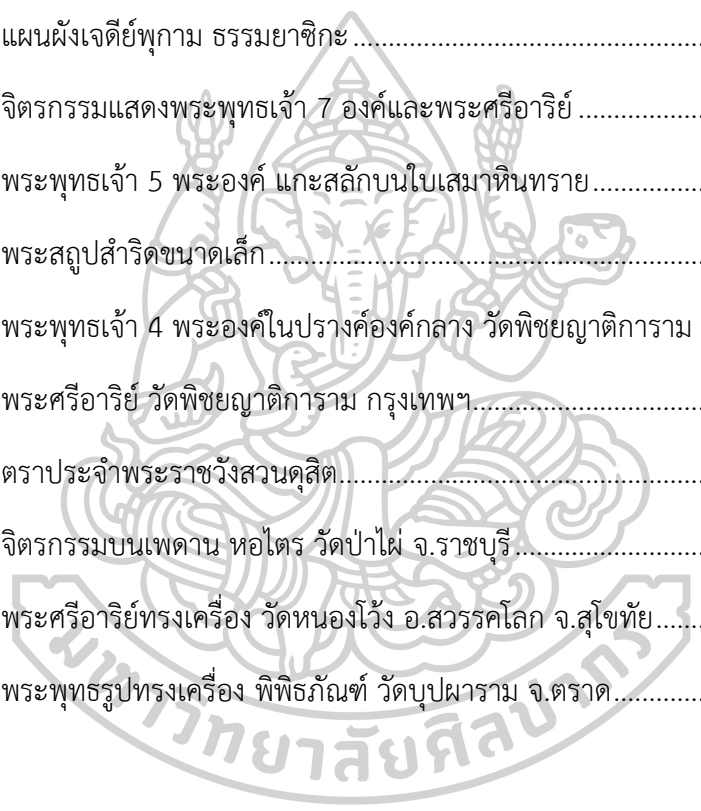 แผนผังเจดีย์พุกาม ธรรมยาซิกะ
จิตรกรรมแสดงพระพุทธเจ้า 7 องค์และพระศรีอาริย์
พระพุทธเจ้า 5 พระองค์ แกะสลักบนใบเสมาหินทราย
พระสถูปสำริดขนาดเล็ก
พระพุทธเจ้า 4 พระองค์ในปรางค์องค์กลาง วัดพิชยญาติการาม
พระศรีอาริย์ วัดพิชยญาติการาม กรุงเทพฯ
ตราประจำพระราชวังสวนดุสิต
จิตรกรรมบนเพดาน หอไตร วัดป่าไผ่ จ.ราชบุรี
พระศรีอาริย์ทรงเครื่อง วัดหนองโว้ง อ.สวรรคโลก จ.สุโขทัย
พระพุทธรูปทรงเครื่อง พิพิธภัณฑ์ วัดบุปผาราม จ.ตราด
มหาวิทยาลัยศิลปากร